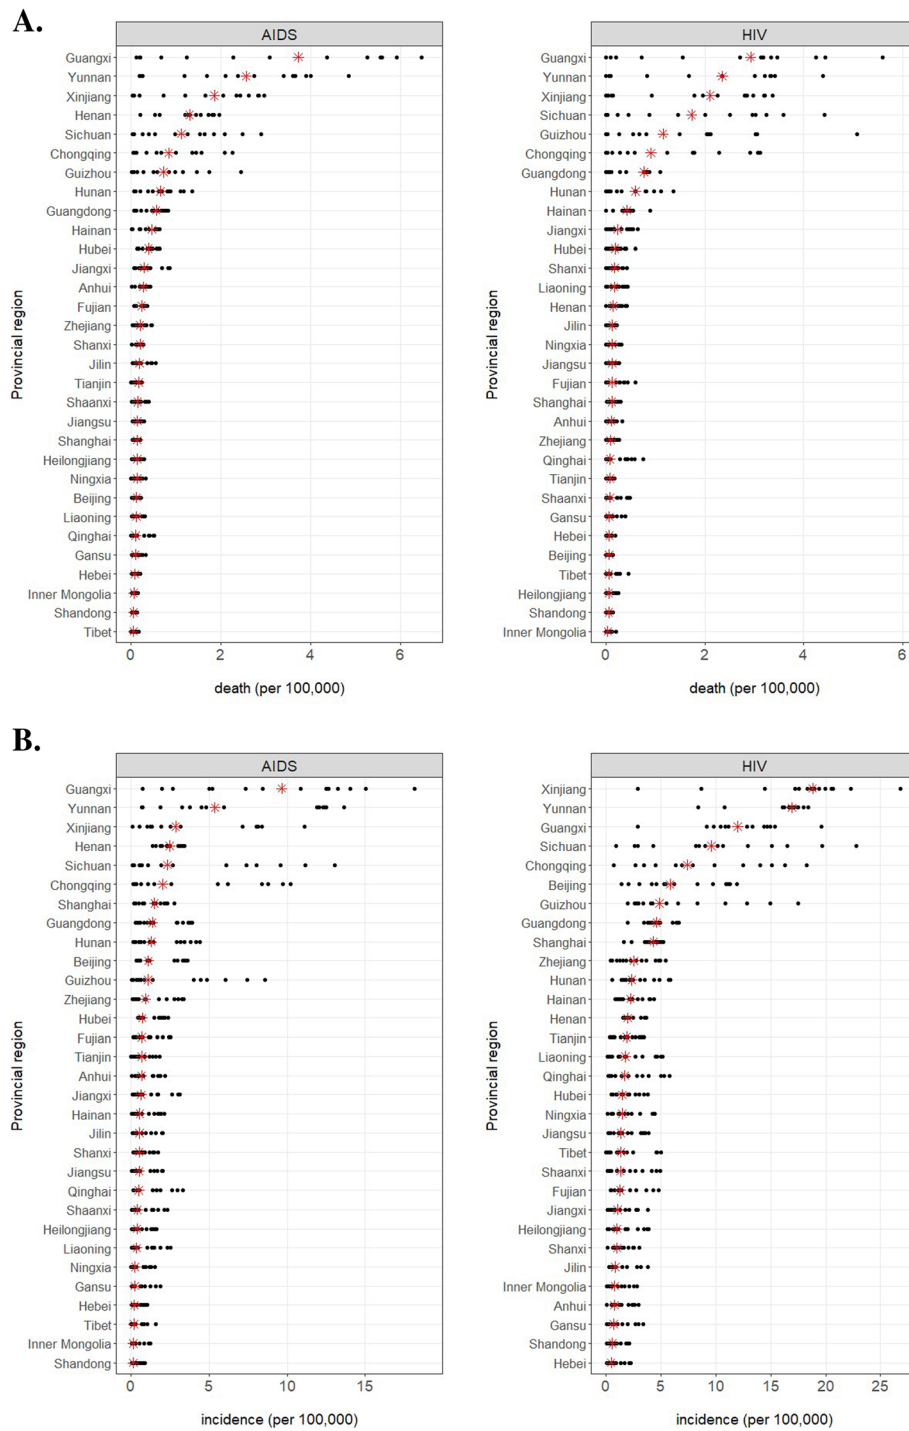 A.
AIDS
Guangxi
Yunnan
Xinjiang
Henan
Sichuan
Chongqing
Guizhou
Hunan
Guangdong
Hainan
Hubei
Jiangxi
Anhui
Fujian
Zhejiang
Shanxi
Jilin
Tianjin
Shaanxi
Jiangsu
Shanghai
Heilongjiang
Ningxia
Beijing
Liaoning
Qinghai
Gansu
Hebei
Inner Mongolia
Shandong
Tibet
Provincial region
0 2 4 6
death (per 100,000)
HIV
Guangxi
Yunnan
Xinjiang
Sichuan
Guizhou
Chongqing
Guangdong
Hunan
Hainan
Jiangxi
Hubei
Shanxi
Liaoning
Henan
Jilin
Ningxia
Jiangsu
Fujian
Shanghai
Anhui
Zhejiang
Qinghai
Tianjin
Shaanxi
Gansu
Hebei
Beijing
Tibet
Heilongjiang
Shandong
Inner Mongolia
Provincial region
0 2 4 6
death (per 100,000)
B.
AIDS
Guangxi
Yunnan
Xinjiang
Henan
Sichuan
Chongqing
Shanghai
Guangdong
Hunan
Beijing
Guizhou
Zhejiang
Hubei
Fujian
Tianjin
Anhui
Jiangxi
Hainan
Jilin
Shanxi
Jiangsu
Qinghai
Shaanxi
Heilongjiang
Liaoning
Ningxia
Gansu
Hebei
Tibet
Inner Mongolia
Shandong
Provincial region
0 5 10 15
incidence (per 100,000)
HIV
Xinjiang
Yunnan
Guangxi
Sichuan
Chongqing
Beijing
Guizhou
Guangdong
Shanghai
Zhejiang
Hunan
Hainan
Henan
Tianjin
Liaoning
Qinghai
Hubei
Ningxia
Jiangsu
Tibet
Shaanxi
Fujian
Jiangxi
Heilongjiang
Shanxi
Jilin
Inner Mongolia
Anhui
Gansu
Shandong
Hebei
Provincial region
0 5 10 15 20 25
incidence (per 100,000)